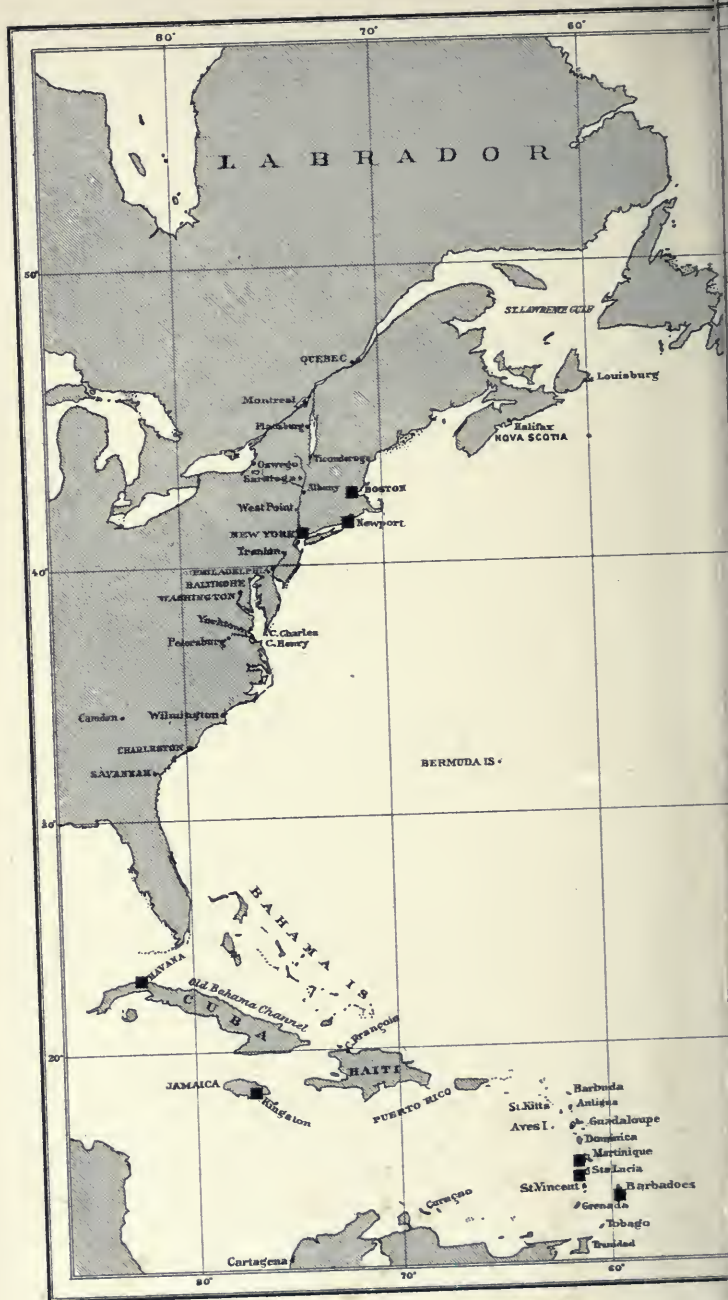 80° 70° 60°
LABRADOR
50°
ST. LAWRENCE GULF
QUEBEC
Louisburg
Montreal
Halifax
NOVA SCOTIA
Plattsburg
Ticonderoga
Oswego
Saratoga
Albany
BOSTON
West Point
Newport
NEW YORK
Trenton
40°
PHILADELPHIA
BALTIMORE
WASHINGTON
Yorktown
C. Charles
Petersburg
C. Henry
Camden
Wilmington
CHARLESTON
SAVANNAH
BERMUDA IS
30°
BAHAMA IS
HAVANA
Old Bahama Channel
CUBA
C. François
20°
HAITI
JAMAICA
Kingston
PUERTO RICO
Barbuda
St. Kitts
Antigua
Aves I.
Guadaloupe
Dominica
Martinique
Sta Lucia
St. Vincent
Barbadoes
Curaçao
Grenada
Tobago
Cartagena
Trinidad
80° 70° 60°